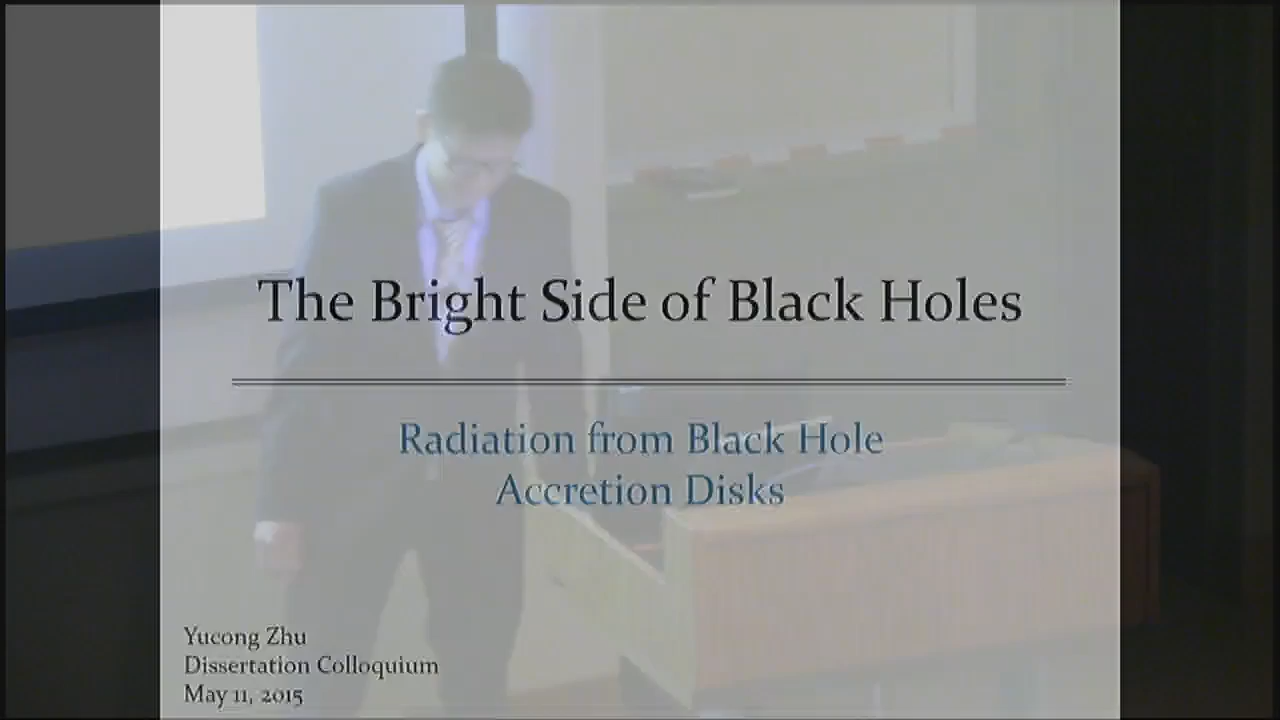 The Bright Side of Black Holes
Radiation from Black Hole
Accretion Disks
Yucong Zhu
Dissertation Colloquium
May 11, 2015